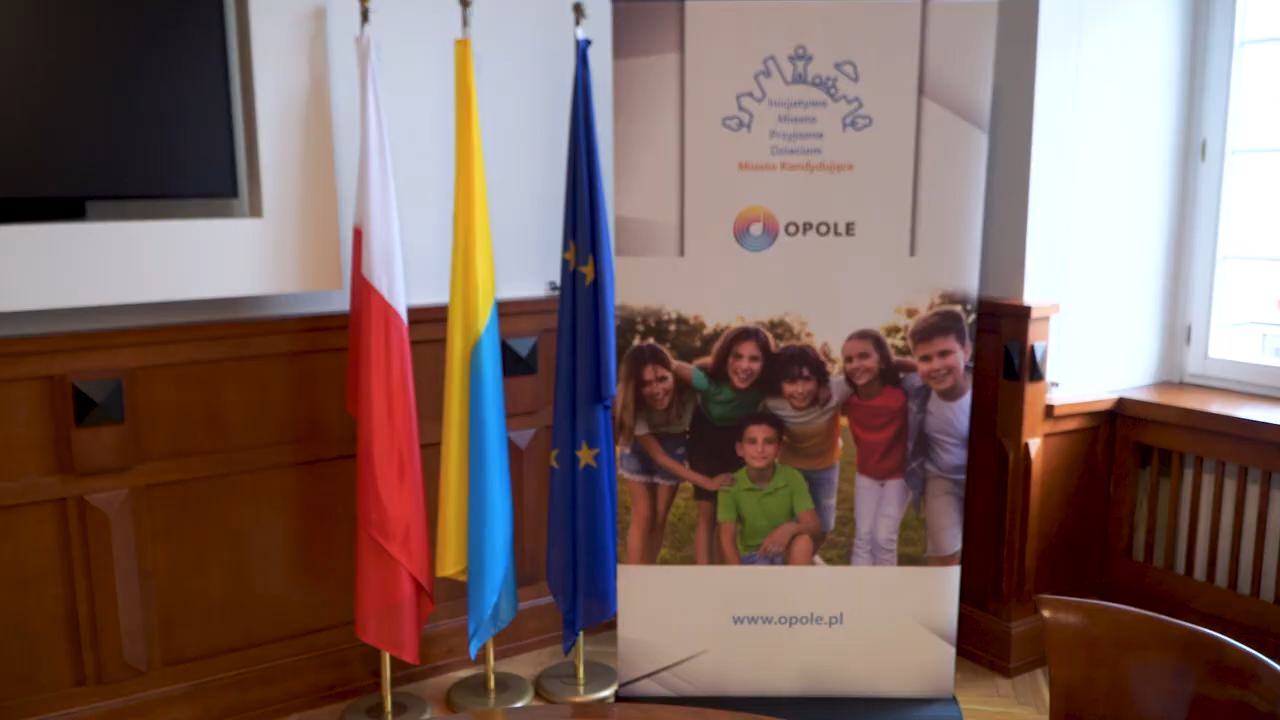 Inicjatywa
Miasto
Przyjazne
Dzieciom
Miasto Kandydujące
OPOLE
www.opole.pl